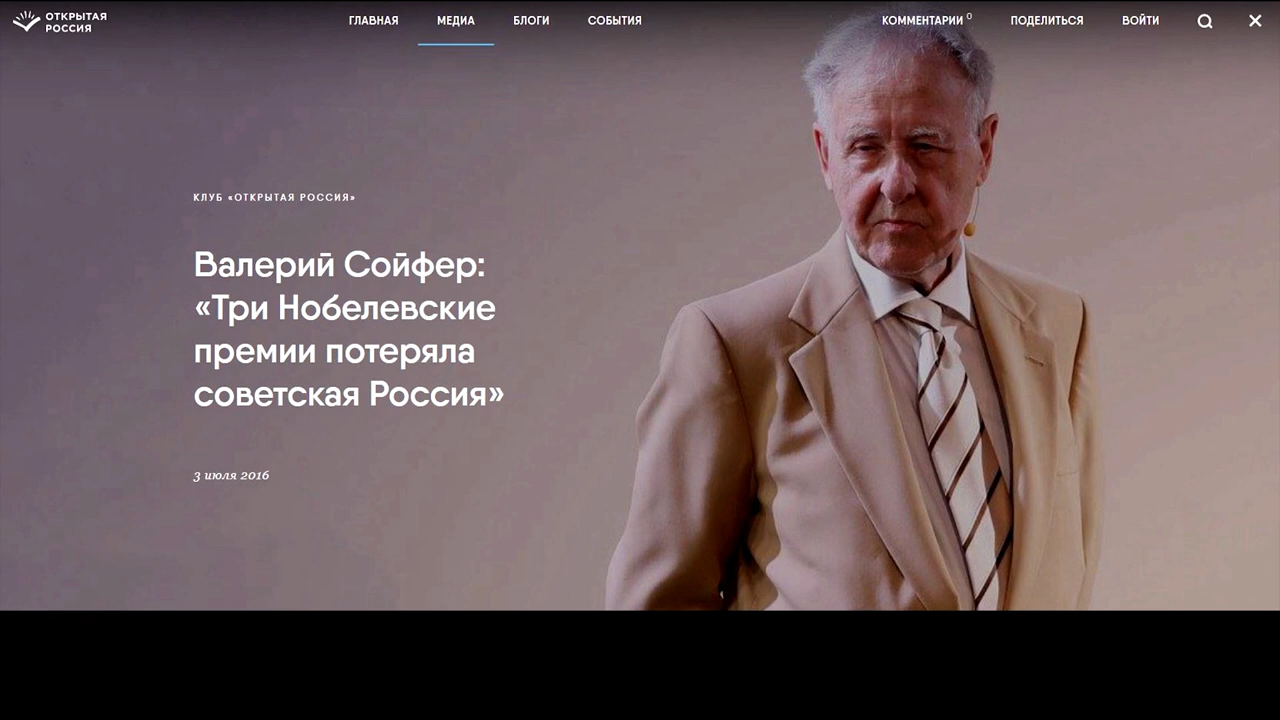 ОТКРЫТАЯ
РОССИЯ
ГЛАВНАЯ МЕДИА БЛОГИ СОБЫТИЯ КОММЕНТАРИИ 0 ПОДЕЛИТЬСЯ ВОЙТИ
КЛУБ «ОТКРЫТАЯ РОССИЯ»
Валерий Сойфер:
«Три Нобелевские
премии потеряла
советская Россия»
3 июля 2016